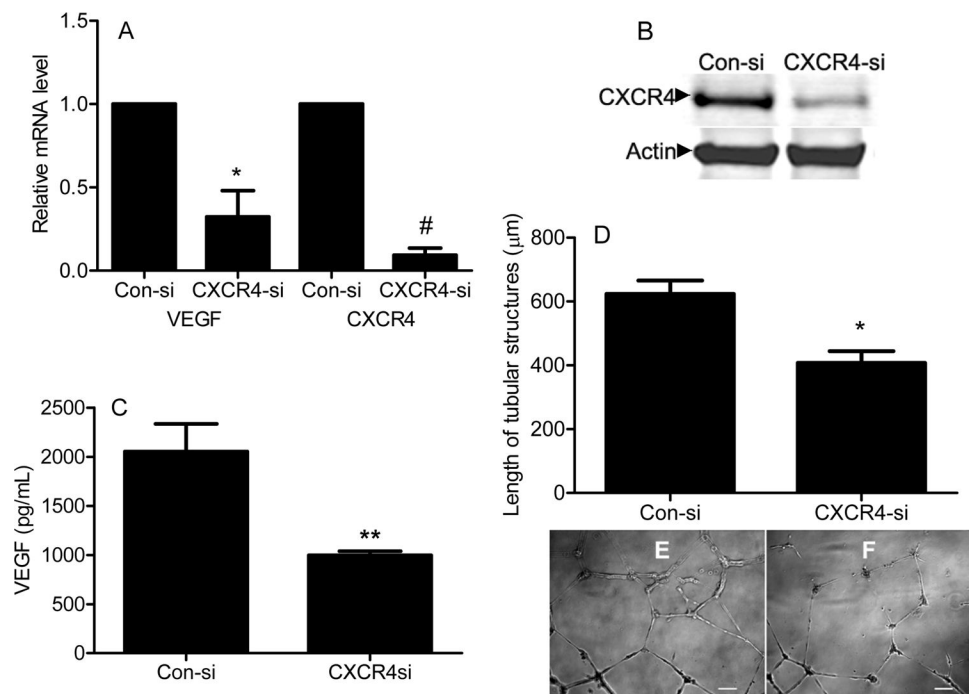 A
Relative mRNA level
1.5
1.0
0.5
0.0
*
#
Con-si CXCR4-si Con-si CXCR4-si
VEGF CXCR4
B
Con-si CXCR4-si
CXCR4
Actin
C
VEGF (pg/mL)
2500
2000
1500
1000
500
0
**
Con-si CXCR4si
D
Length of tubular structures (μm)
800
600
400
200
0
*
Con-si CXCR4-si
E F